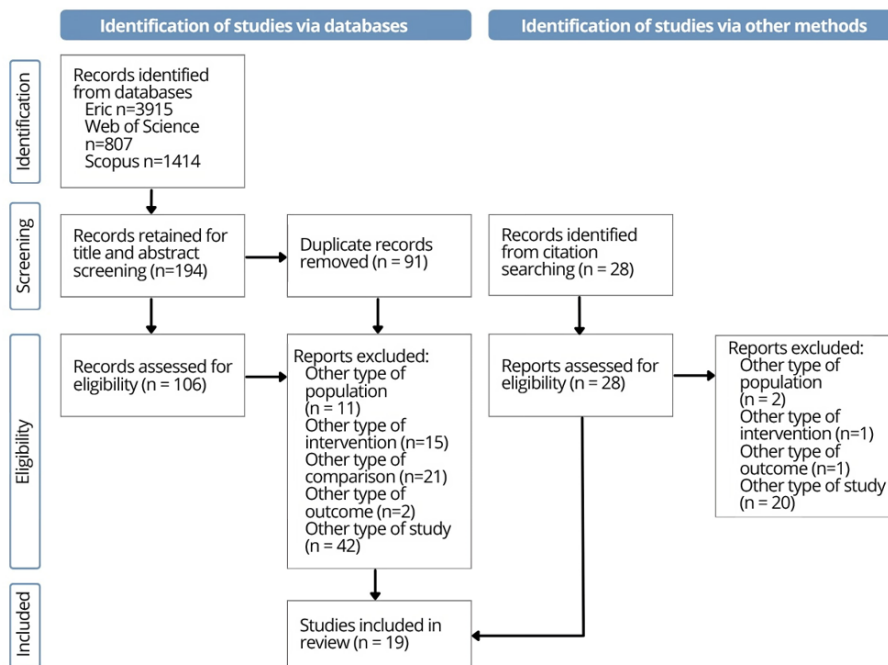 Identification of studies via databases
Identification of studies via other methods
Identification
Records identified
from databases
Eric n=3915
Web of Science
n=807
Scopus n=1414
Screening
Records retained for
title and abstract
screening (n=194)
Duplicate records
removed (n = 91)
Records identified
from citation
searching (n = 28)
Eligibility
Records assessed for
eligibility (n = 106)
Reports excluded:
Other type of
population
(n = 11)
Other type of
intervention (n=15)
Other type of
comparison (n=21)
Other type of
outcome (n=2)
Other type of study
(n = 42)
Reports assessed for
eligibility (n = 28)
Reports excluded:
Other type of
population
(n = 2)
Other type of
intervention (n=1)
Other type of
outcome (n=1)
Other type of study
(n = 20)
Included
Studies included in
review (n = 19)